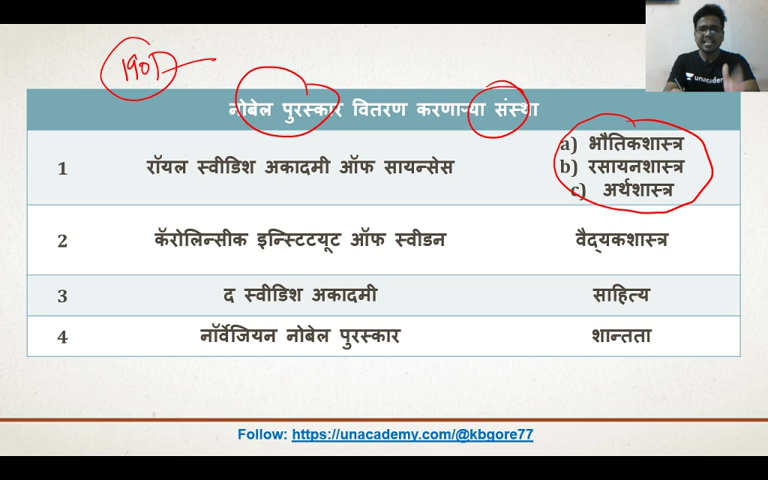 1901
unacademy
नोबेल पुरस्कार वितरण करणाऱ्या संस्था
1 रॉयल स्वीडिश अकादमी ऑफ सायन्सेस
a) भौतिकशास्त्र
b) रसायनशास्त्र
c) अर्थशास्त्र
2 कॅरोलिन्सीक इन्स्टिटयूट ऑफ स्वीडन वैद्यकशास्त्र
3 द स्वीडिश अकादमी साहित्य
4 नॉर्वेजियन नोबेल पुरस्कार शान्तता
Follow: https://unacademy.com/@kbgore77